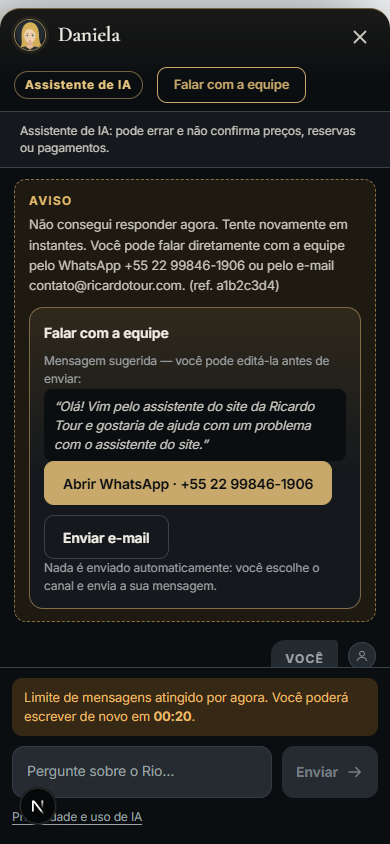 Daniela
Assistente de IA
Falar com a equipe
Assistente de IA: pode errar e não confirma preços, reservas
ou pagamentos.
AVISO
Não consegui responder agora. Tente novamente em
instantes. Você pode falar diretamente com a equipe
pelo WhatsApp +55 22 99846-1906 ou pelo e-mail
contato@ricardotour.com. (ref. a1b2c3d4)
Falar com a equipe
Mensagem sugerida — você pode editá-la antes de
enviar:
“Olá! Vim pelo assistente do site da Ricardo
Tour e gostaria de ajuda com um problema
com o assistente do site.”
Abrir WhatsApp · +55 22 99846-1906
Enviar e-mail
Nada é enviado automaticamente: você escolhe o
canal e envia a sua mensagem.
VOCÊ
Limite de mensagens atingido por agora. Você poderá
escrever de novo em 00:20.
Pergunte sobre o Rio...
Enviar →
N
e uso de IA